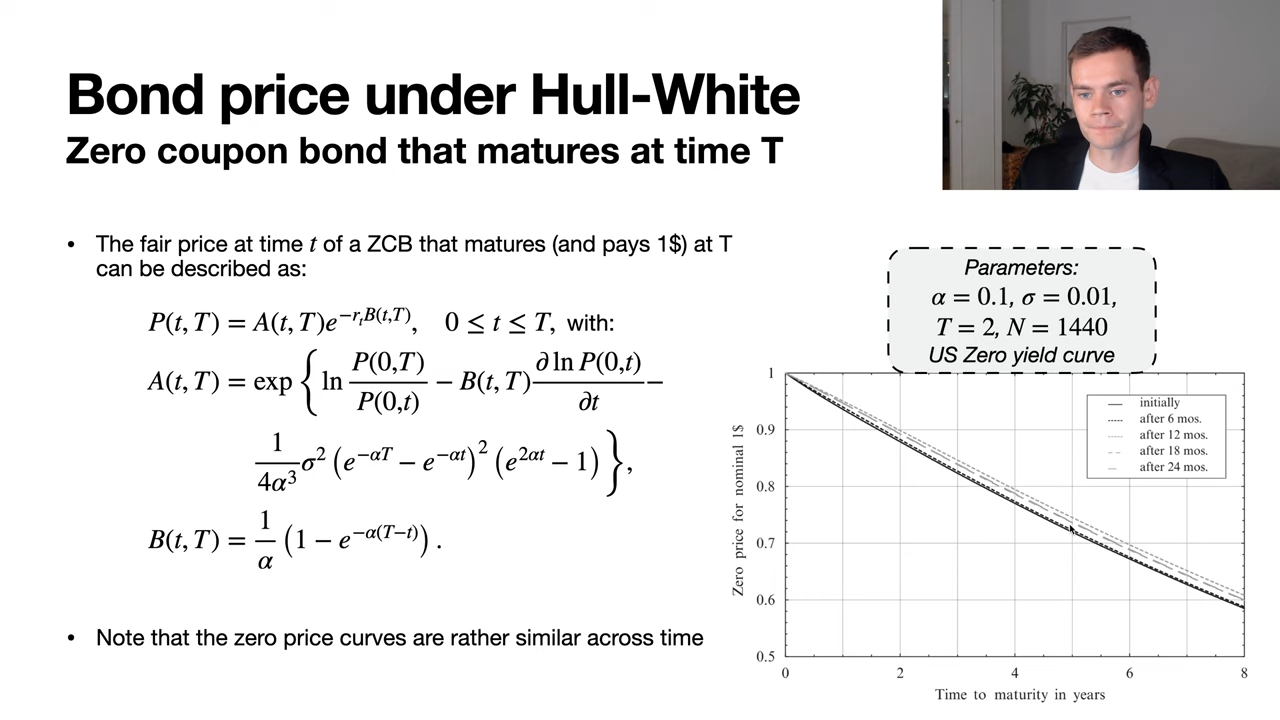 Bond price under Hull-White
Zero coupon bond that matures at time T
• The fair price at time t of a ZCB that matures (and pays 1$) at T
can be described as:
P(t, T) = A(t, T)e^{−r_t B(t,T)}, 0 ≤ t ≤ T, with:
A(t, T) = exp { ln P(0,T)/P(0,t) − B(t, T) ∂ ln P(0,t)/∂t −
1/4α³ σ² (e^{−αT} − e^{−αt})² (e^{2αt} − 1) },
B(t, T) = 1/α (1 − e^{−α(T−t)}) .
• Note that the zero price curves are rather similar across time
Parameters:
α = 0.1, σ = 0.01,
T = 2, N = 1440
US Zero yield curve
initially
after 6 mos.
after 12 mos.
after 18 mos.
after 24 mos.
Zero price for nominal 1$
1
0.9
0.8
0.7
0.6
0.5
0 2 4 6 8
Time to maturity in years